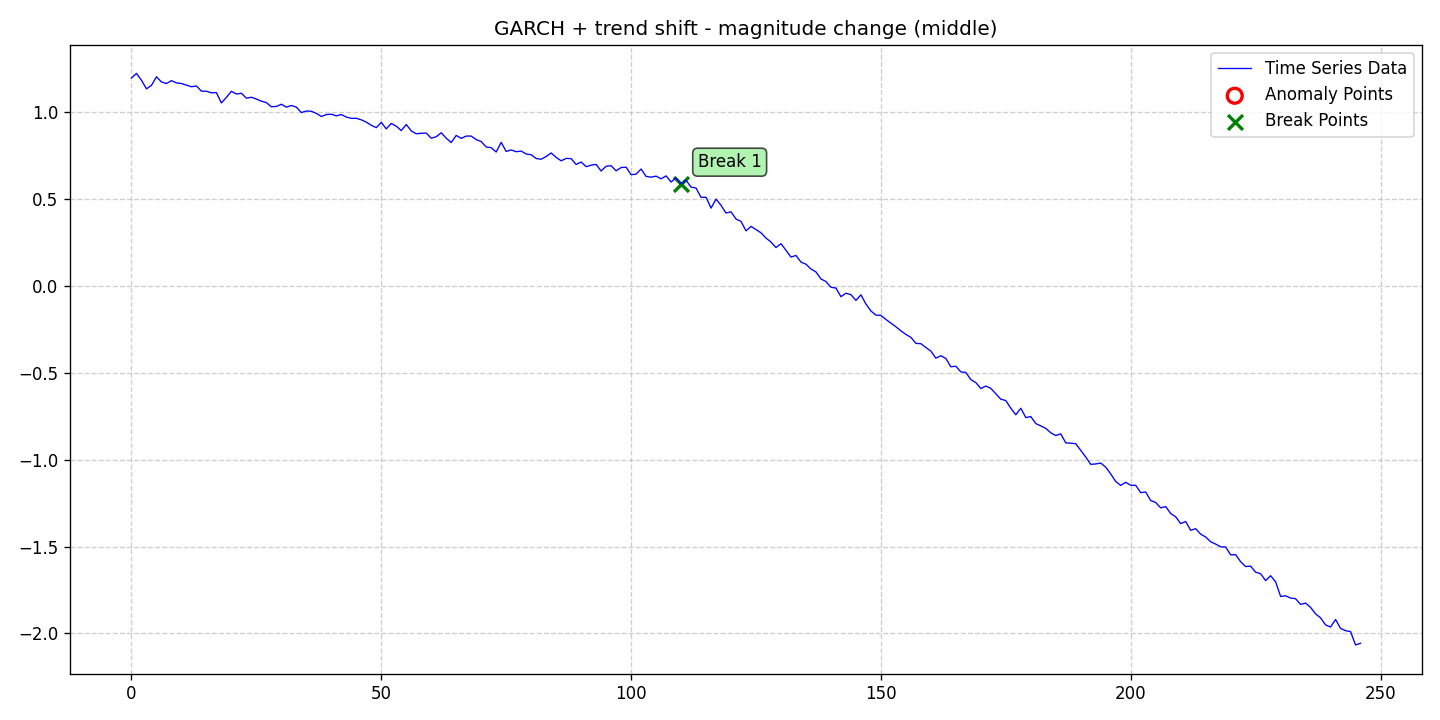 GARCH + trend shift - magnitude change (middle)
Time Series Data
Anomaly Points
Break Points
Break 1
1.0
0.5
0.0
−0.5
−1.0
−1.5
−2.0
0
50
100
150
200
250